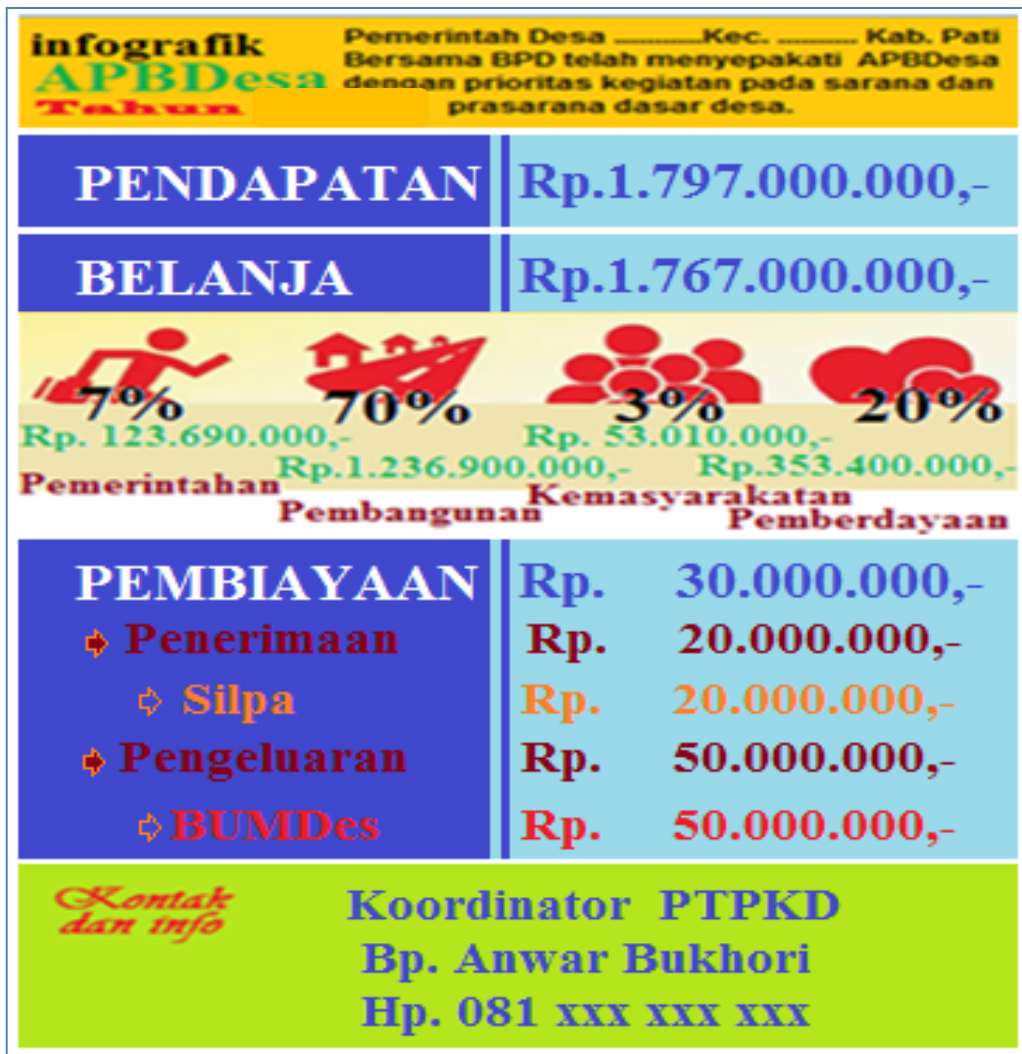 infografik
APBDesa
Tahun
Pemerintah Desa ............Kec. ........... Kab. Pati
Bersama BPD telah menyepakati APBDesa
dengan prioritas kegiatan pada sarana dan
prasarana dasar desa.
PENDAPATAN Rp.1.797.000.000,-
BELANJA Rp.1.767.000.000,-
7% 70% 3% 20%
Rp. 123.690.000,- Rp. 53.010.000,-
Rp.1.236.900.000,- Rp.353.400.000,-
Pemerintahan Kemasyarakatan
Pembangunan Pemberdayaan
PEMBIAYAAN Rp. 30.000.000,-
Penerimaan Rp. 20.000.000,-
Silpa Rp. 20.000.000,-
Pengeluaran Rp. 50.000.000,-
BUMDes Rp. 50.000.000,-
Kontak
dan info
Koordinator PTPKD
Bp. Anwar Bukhori
Hp. 081 xxx xxx xxx